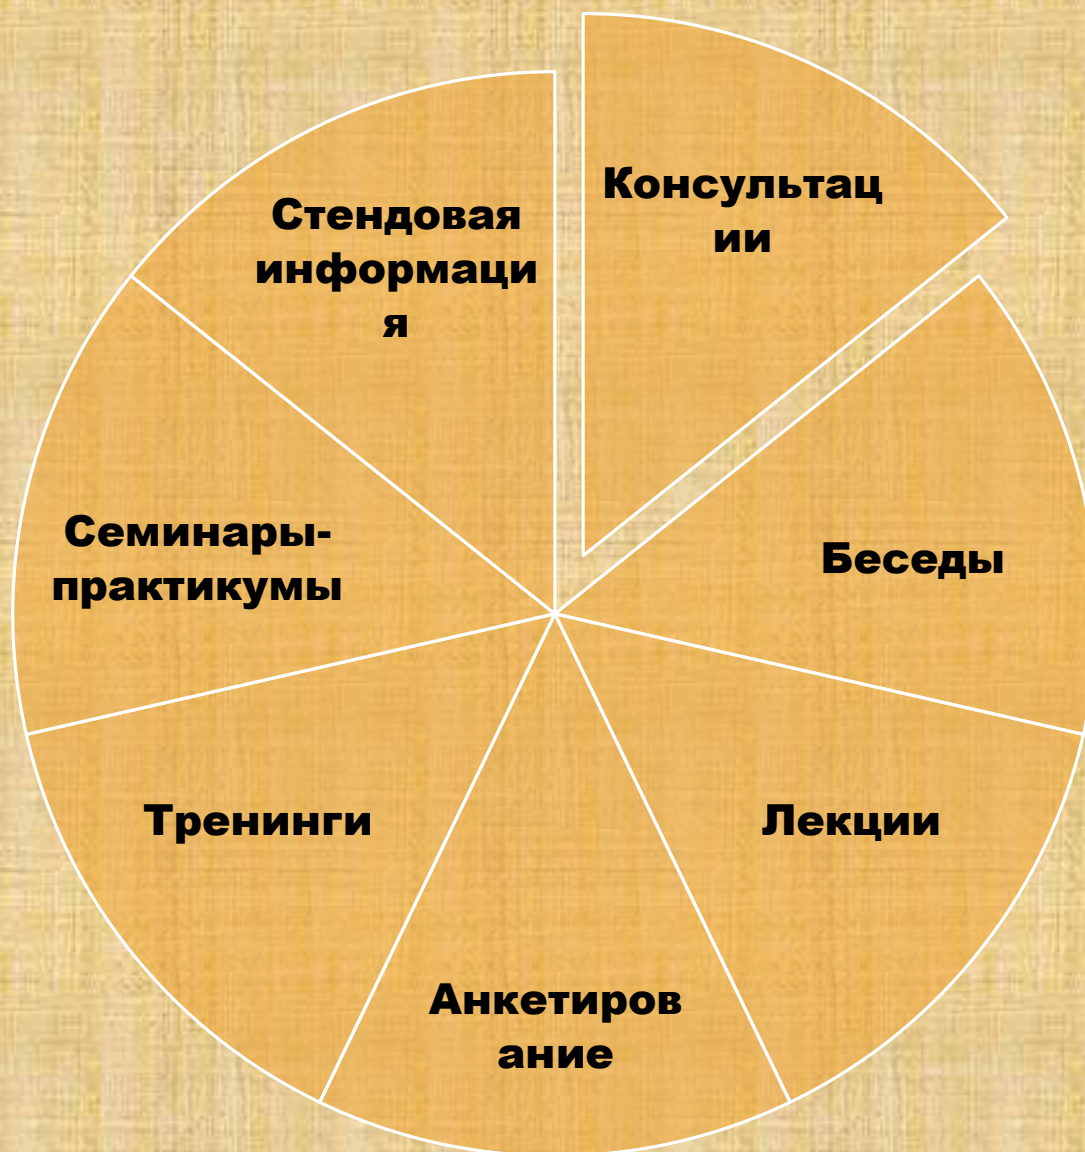 Консультац
ии
Стендовая
информаци
я
Семинары-
практикумы
Беседы
Тренинги
Лекции
Анкетиров
ание